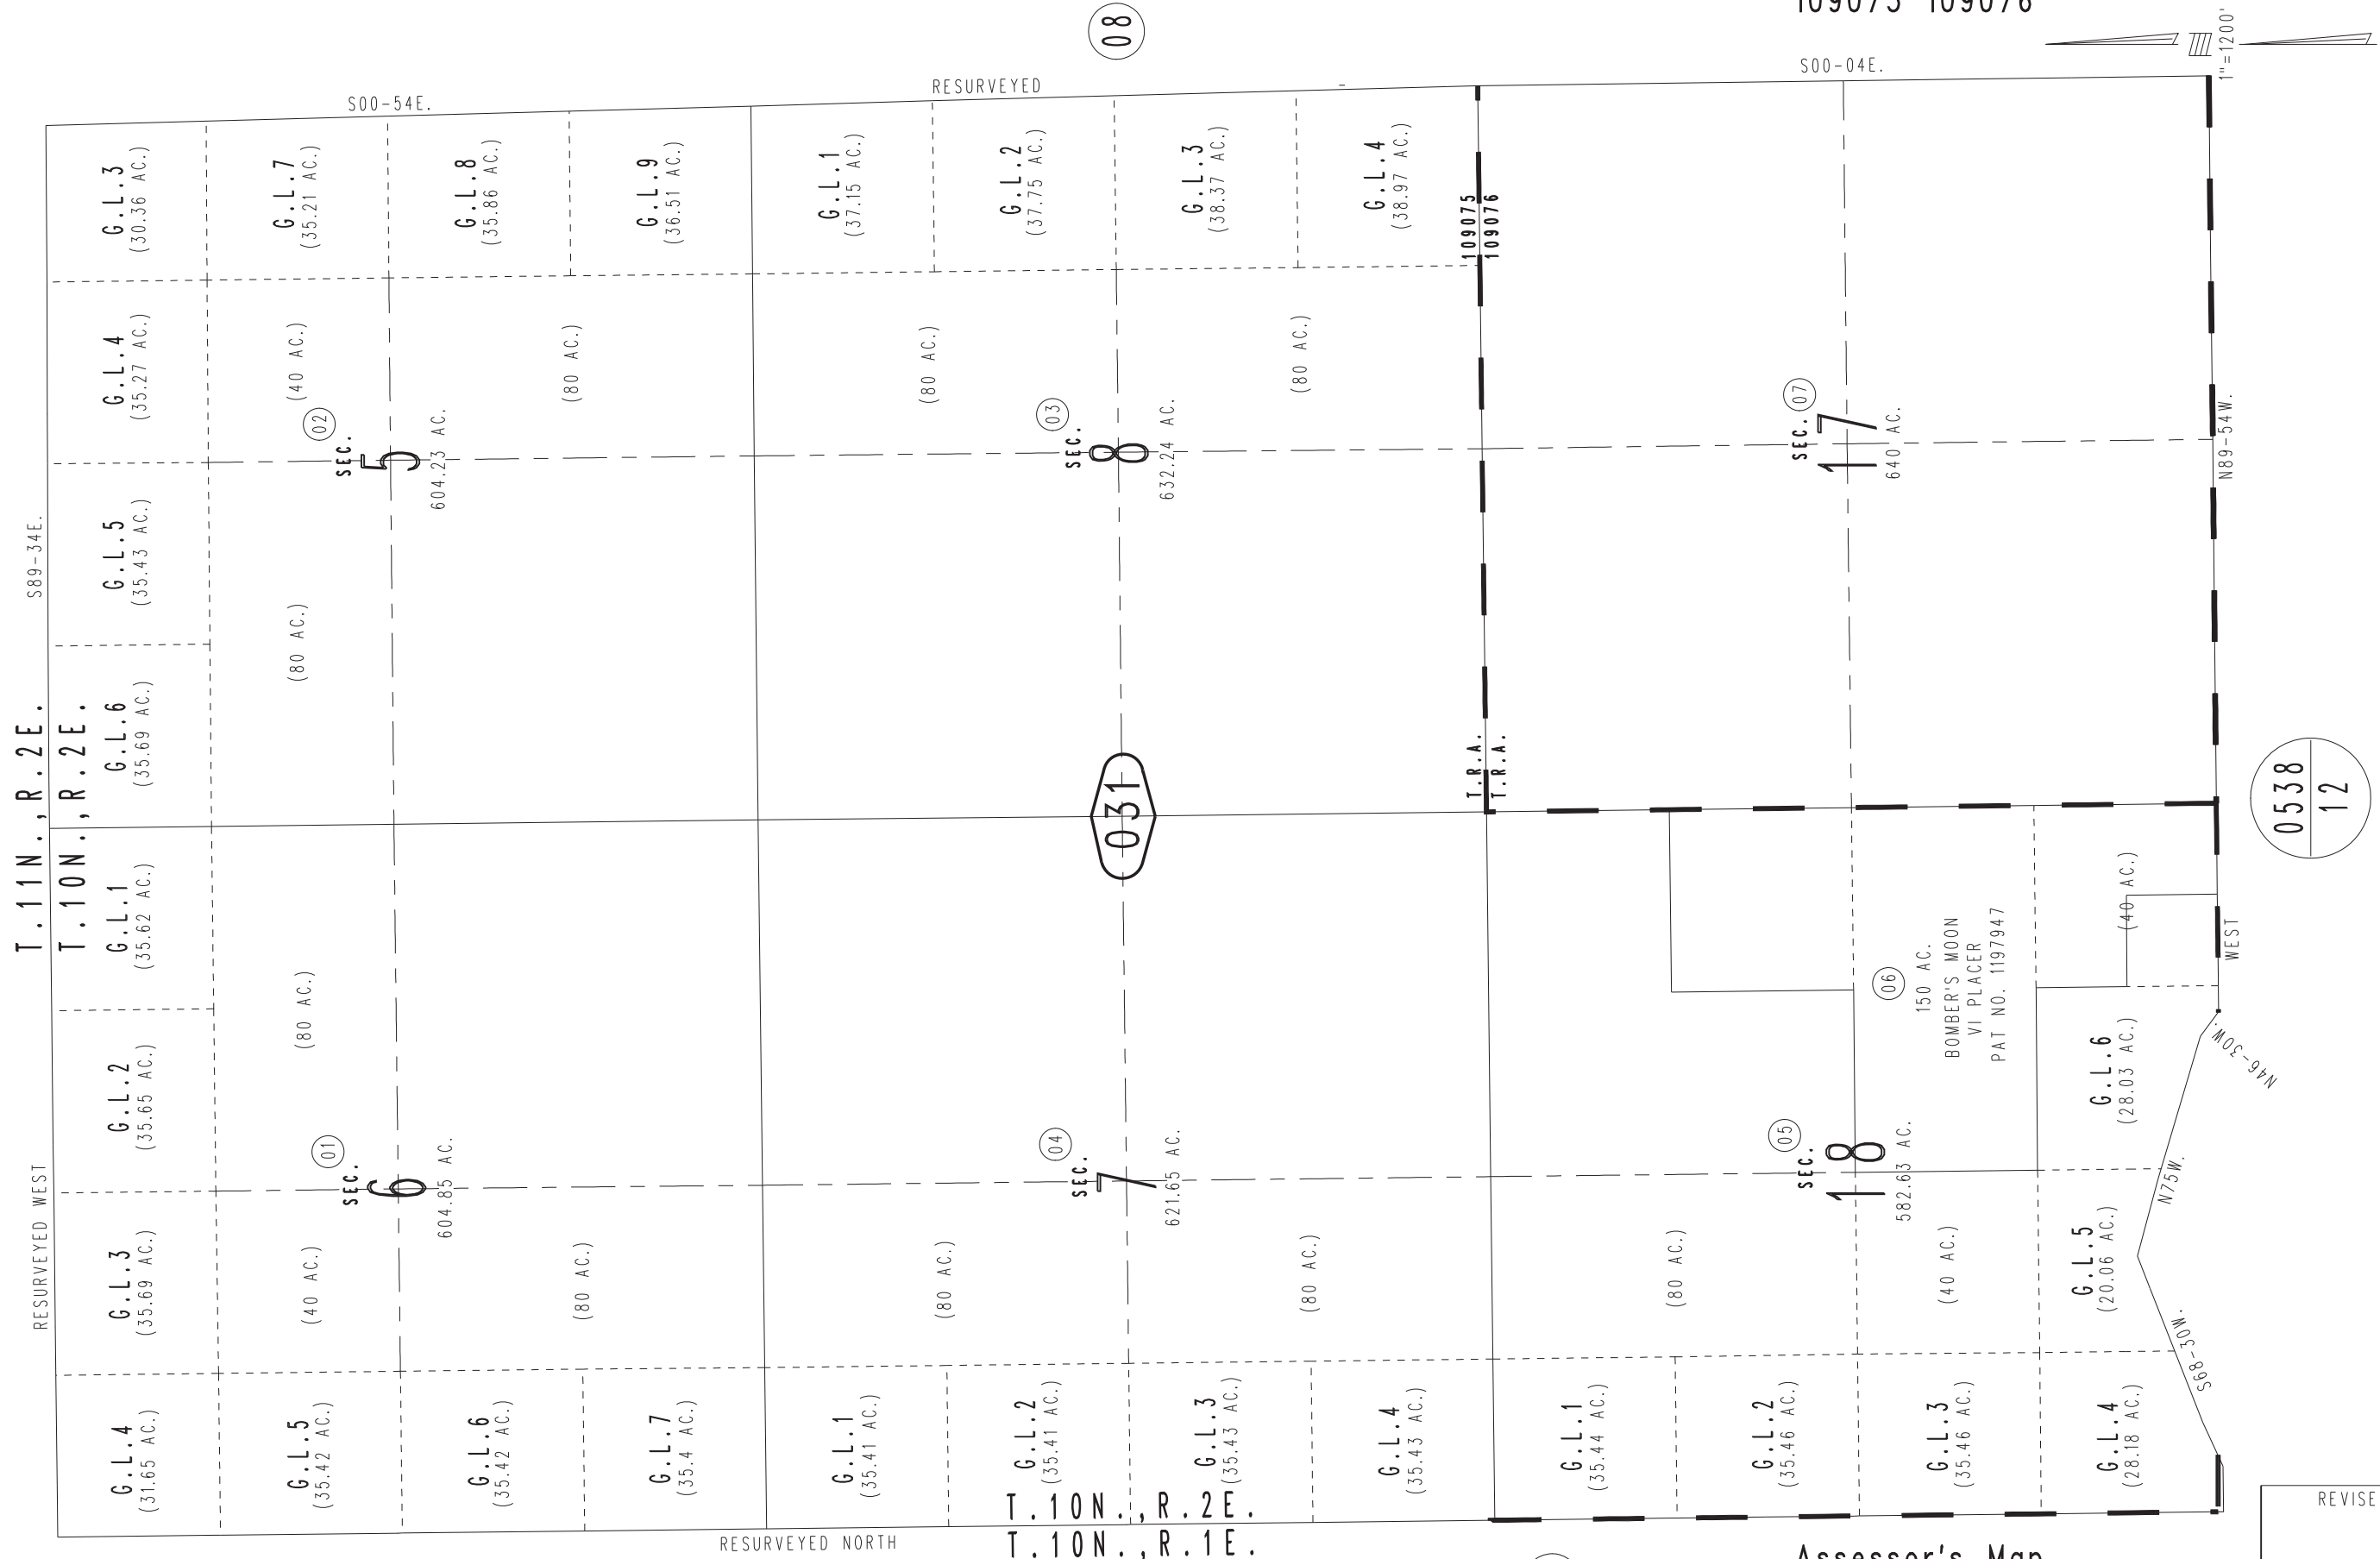 109075 109076
1"=1200'
T.11N.,R.2E.
T.10N.,R.2E.
RESURVEYED WEST
S89-34E.
S00-54E.
RESURVEYED
S00-04E.
08
G.L.4
(31.65 AC.)
G.L.3
(35.69 AC.)
G.L.2
(35.65 AC.)
G.L.1
(35.62 AC.)
G.L.6
(35.69 AC.)
G.L.5
(35.43 AC.)
G.L.4
(35.27 AC.)
G.L.3
(30.36 AC.)
G.L.5
(35.42 AC.)
(40 AC.)
(80 AC.)
(80 AC.)
(40 AC.)
G.L.7
(35.21 AC.)
01
SEC.
6
604.85 AC.
02
SEC.
5
604.23 AC.
G.L.6
(35.42 AC.)
G.L.8
(35.86 AC.)
(80 AC.)
(80 AC.)
G.L.7
(35.4 AC.)
G.L.9
(36.51 AC.)
G.L.1
(35.41 AC.)
(80 AC.)
(80 AC.)
G.L.1
(37.15 AC.)
G.L.2
(35.41 AC.)
G.L.2
(37.75 AC.)
04
SEC.
7
621.65 AC.
031
03
SEC.
8
632.24 AC.
G.L.3
(35.43 AC.)
(80 AC.)
(80 AC.)
G.L.3
(38.37 AC.)
G.L.4
(35.43 AC.)
G.L.4
(38.97 AC.)
T.R.A. 109075
T.R.A. 109076
G.L.1
(35.44 AC.)
(80 AC.)
G.L.2
(35.46 AC.)
05
SEC.
18
582.63 AC.
07
SEC.
17
640 AC.
06
150 AC.
BOMBER'S MOON
VI PLACER
PAT NO. 1197947
G.L.3
(35.46 AC.)
(40 AC.)
G.L.4
(28.18 AC.)
G.L.5
(20.06 AC.)
G.L.6
(28.03 AC.)
(40 AC.)
S68-30W.
N75W.
N46-30W.
WEST
N89-54W.
0538
12
RESURVEYED NORTH
T.10N.,R.2E.
T.10N.,R.1E.
Assessor's Map
REVISE